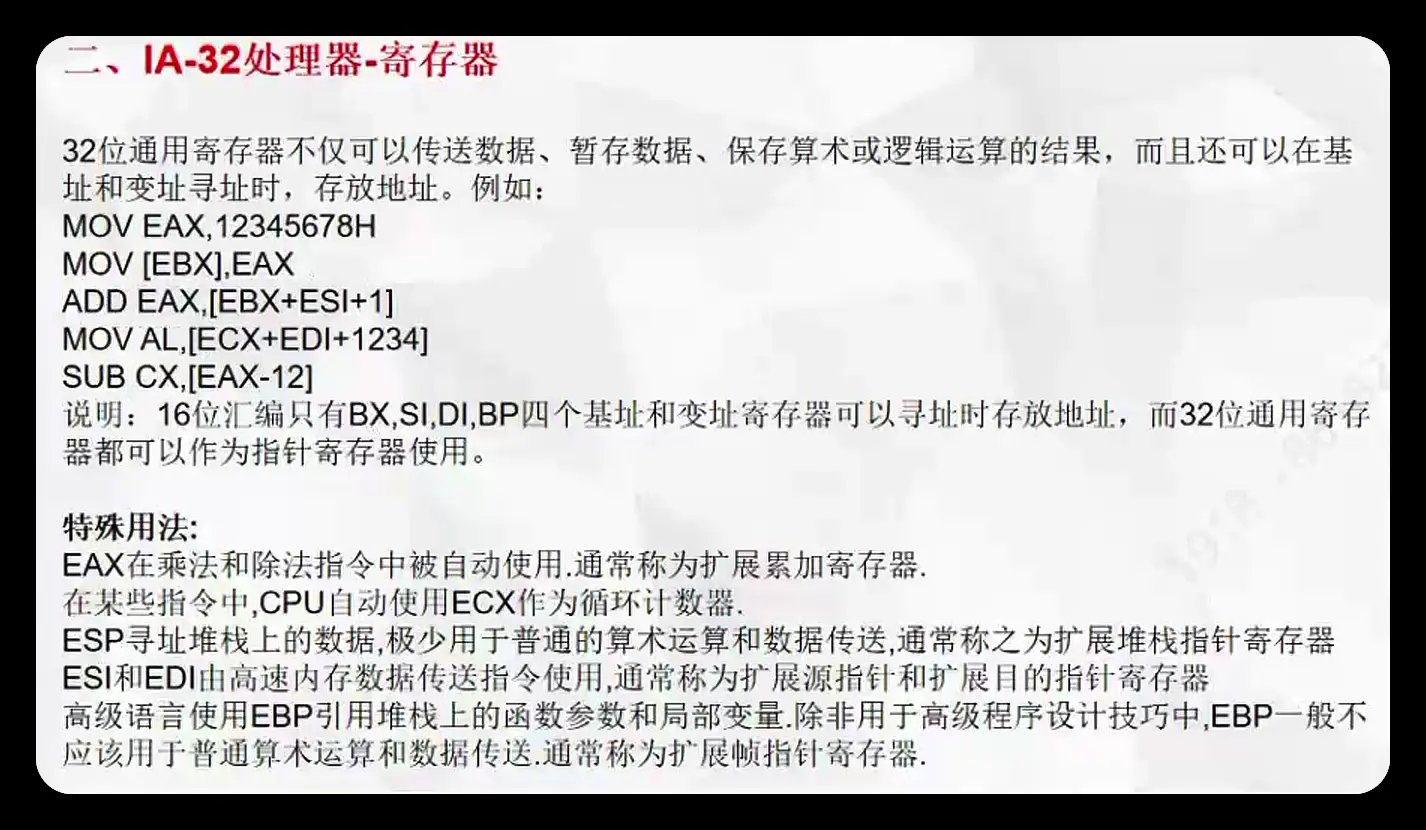 二、IA-32处理器-寄存器
32位通用寄存器不仅可以传送数据、暂存数据、保存算术或逻辑运算的结果，而且还可以在基
址和变址寻址时，存放地址。例如：
MOV EAX,12345678H
MOV [EBX],EAX
ADD EAX,[EBX+ESI+1]
MOV AL,[ECX+EDI+1234]
SUB CX,[EAX-12]
说明：16位汇编只有BX,SI,DI,BP四个基址和变址寄存器可以寻址时存放地址，而32位通用寄存
器都可以作为指针寄存器使用。
特殊用法:
EAX在乘法和除法指令中被自动使用.通常称为扩展累加寄存器.
在某些指令中,CPU自动使用ECX作为循环计数器.
ESP寻址堆栈上的数据,极少用于普通的算术运算和数据传送,通常称之为扩展堆栈指针寄存器
ESI和EDI由高速内存数据传送指令使用,通常称为扩展源指针和扩展目的指针寄存器
高级语言使用EBP引用堆栈上的函数参数和局部变量.除非用于高级程序设计技巧中,EBP一般不
应该用于普通算术运算和数据传送.通常称为扩展帧指针寄存器.